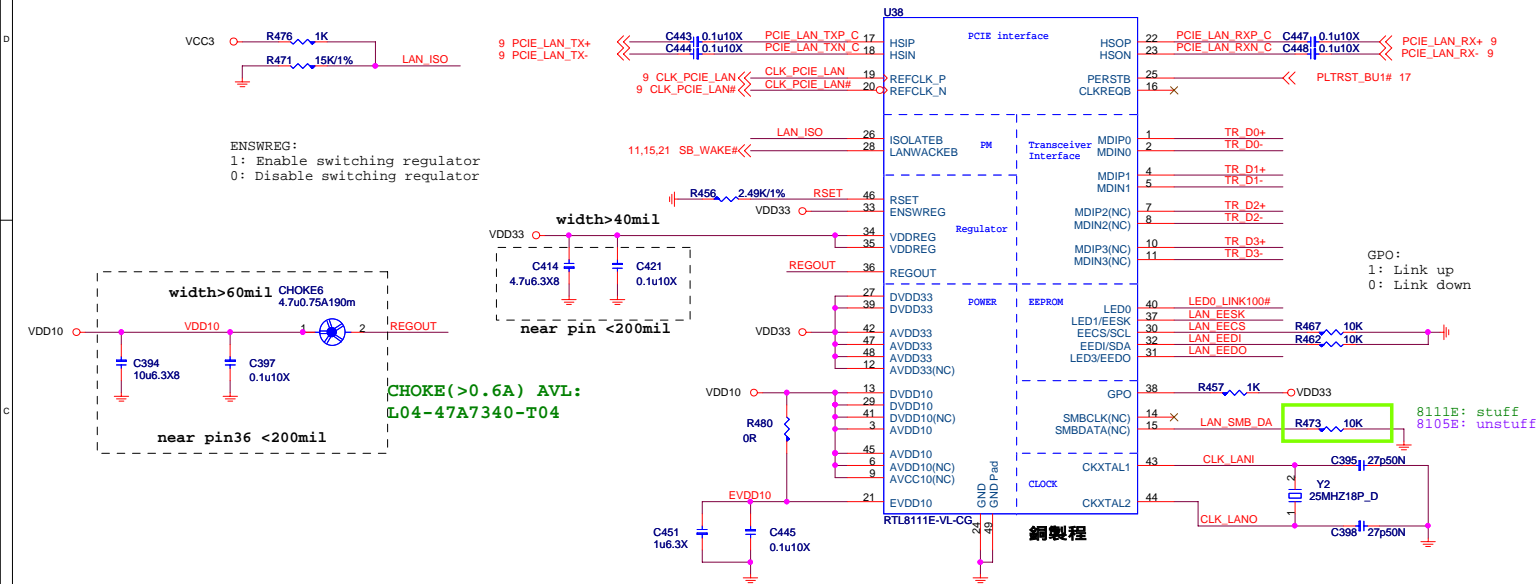 D
C
VCC3
R476 1K
R471 15K/1%
LAN_ISO
ENSWREG:
1: Enable switching regulator
0: Disable switching requlator
9 PCIE_LAN_TX+
9 PCIE_LAN_TX-
C443 0.1u10X
C444 0.1u10X
PCIE_LAN_TXP_C 17
PCIE_LAN_TXN_C 18
9 CLK_PCIE_LAN
9 CLK_PCIE_LAN#
CLK_PCIE_LAN 19
CLK_PCIE_LAN# 20
LAN_ISO 26
11,15,21 SB_WAKE# 28
R456 2.49K/1% RSET 46
VDD33 33
width>40mil
VDD33
34
35
C414
4.7u6.3X8
C421
0.1u10X
near pin <200mil
REGOUT 36
width>60mil
CHOKE6
4.7u0.75A190m
VDD10
VDD10
1 2
REGOUT
C394
10u6.3X8
C397
0.1u10X
near pin36 <200mil
CHOKE(>0.6A) AVL:
L04-47A7340-T04
VDD33
27
39
42
47
48
12
VDD10
13
29
41
3
45
6
9
R480
0R
EVDD10 21
C451
1u6.3X
C445
0.1u10X
U38
PCIE interface
HSIP
HSIN
REFCLK_P
REFCLK_N
HSOP
HSON
PERSTB
CLKREQB
ISOLATEB
LANWACKEB
PM
Transceiver
Interface
MDIP0
MDIN0
MDIP1
MDIN1
MDIP2(NC)
MDIN2(NC)
MDIP3(NC)
MDIN3(NC)
RSET
ENSWREG
VDDREG
VDDREG
Regulator
REGOUT
DVDD33
DVDD33
POWER
AVDD33
AVDD33
AVDD33
AVDD33(NC)
EEPROM
LED0
LED1/EESK
EECS/SCL
EEDI/SDA
LED3/EEDO
DVDD10
DVDD10
DVDD10(NC)
AVDD10
AVDD10
AVDD10(NC)
AVCC10(NC)
EVDD10
GPO
SMBCLK(NC)
SMBDATA(NC)
CLOCK
CKXTAL1
CKXTAL2
GND
GND Pad
RTL8111E-VL-CG
24
49
銅製程
22 PCIE_LAN_RXP_C C447 0.1u10X PCIE_LAN_RX+ 9
23 PCIE_LAN_RXN_C C448 0.1u10X PCIE_LAN_RX- 9
25 PLTRST_BU1# 17
16
1 TR_D0+
2 TR_D0-
4 TR_D1+
5 TR_D1-
7 TR_D2+
8 TR_D2-
10 TR_D3+
11 TR_D3-
GPO:
1: Link up
0: Link down
40 LED0_LINK100#
37 LAN_EESK
30 LAN_EECS R467 10K
32 LAN_EEDI R462 10K
31 LAN_EEDO
38 R457 1K VDD33
14
15 LAN_SMB_DA R473 10K
8111E: stuff
8105E: unstuff
43 CLK_LANI C395 27p50N
2
Y2
25MHZ18P_D
1
44 CLK_LANO C398 27p50N